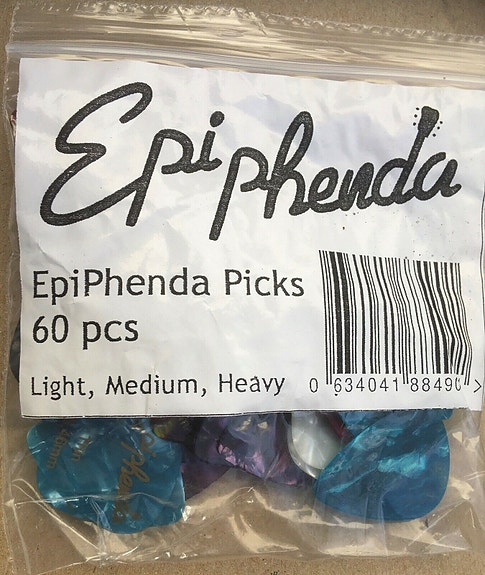 Epiphenda
EpiPhenda Picks
60 pcs
Light, Medium, Heavy
0 634041 88490 >